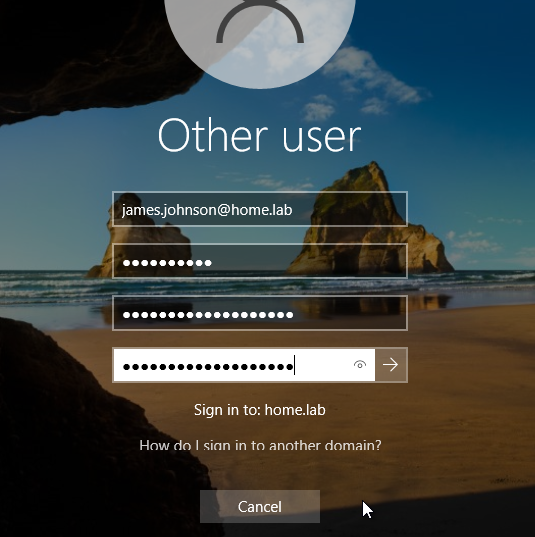 Other user
james.johnson@home.lab
●●●●●●●●●●
●●●●●●●●●●●●●●●●●●●
●●●●●●●●●●●●●●●●●●●
Sign in to: home.lab
How do I sign in to another domain?
Cancel